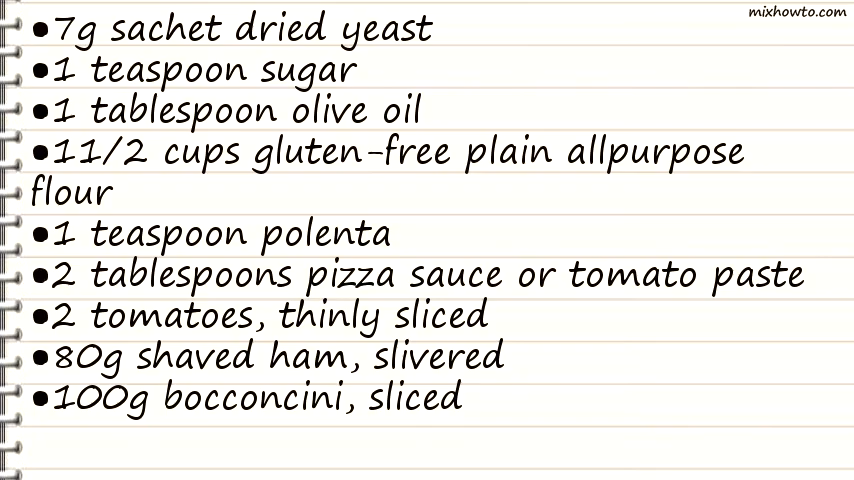 mixhowto.com
•7g sachet dried yeast
•1 teaspoon sugar
•1 tablespoon olive oil
•11/2 cups gluten-free plain allpurpose
flour
•1 teaspoon polenta
•2 tablespoons pizza sauce or tomato paste
•2 tomatoes, thinly sliced
•80g shaved ham, slivered
•100g bocconcini, sliced